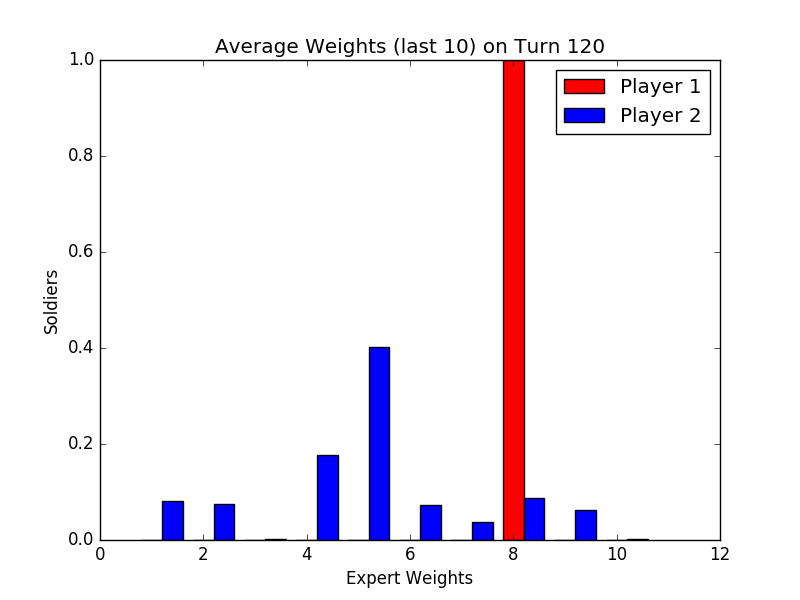 Average Weights (last 10) on Turn 120
Player 1
Player 2
1.0
0.8
0.6
0.4
0.2
0.0
Soldiers
0 2 4 6 8 10 12
Expert Weights